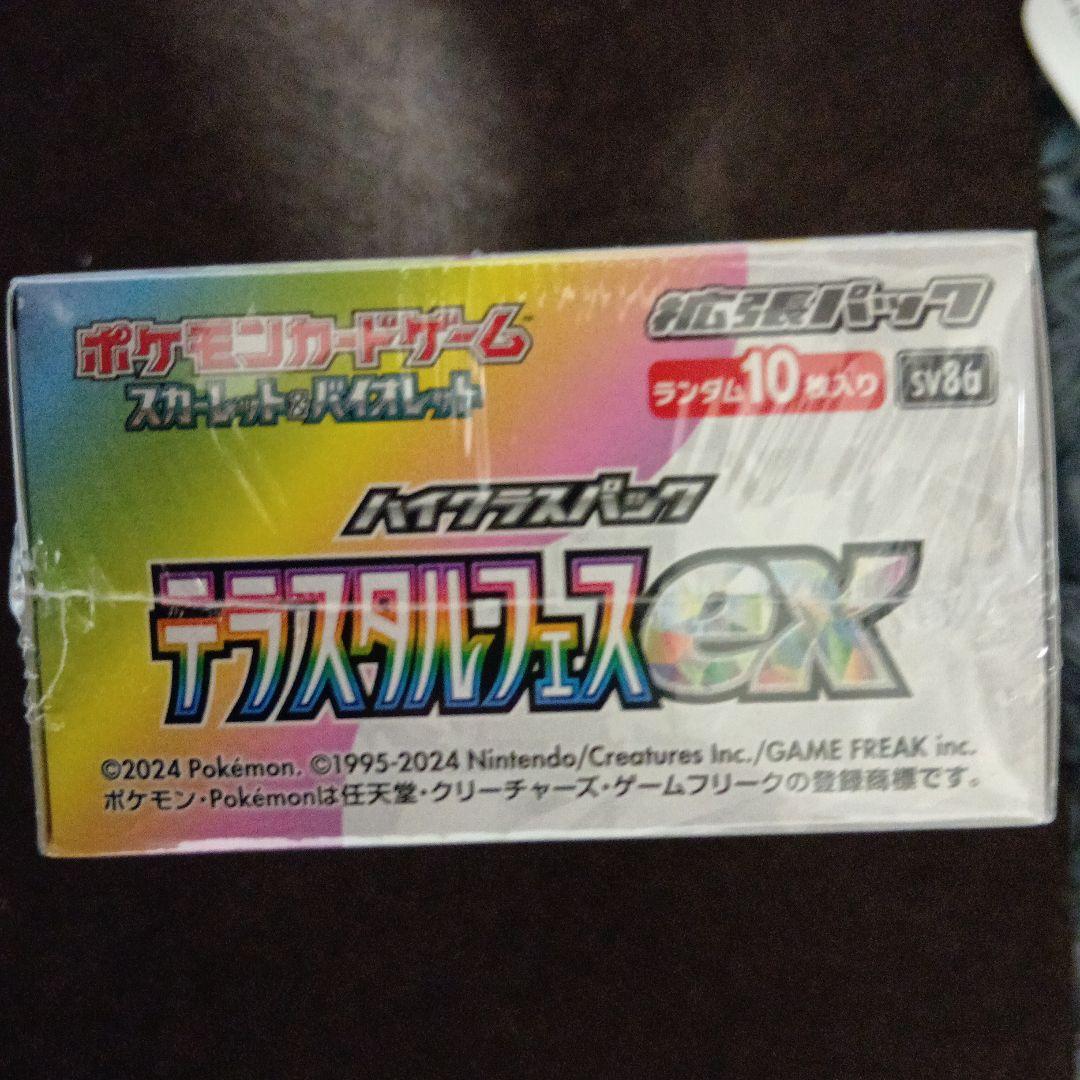 ポケモンカードゲーム™
スカーレット&バイオレット
拡張パック
ランダム10枚入り
sv8a
ハイクラスパック
テラスタルフェスex
©2024 Pokémon. ©1995-2024 Nintendo/Creatures Inc./GAME FREAK inc.
ポケモン・Pokémonは任天堂・クリーチャーズ・ゲームフリークの登録商標です。